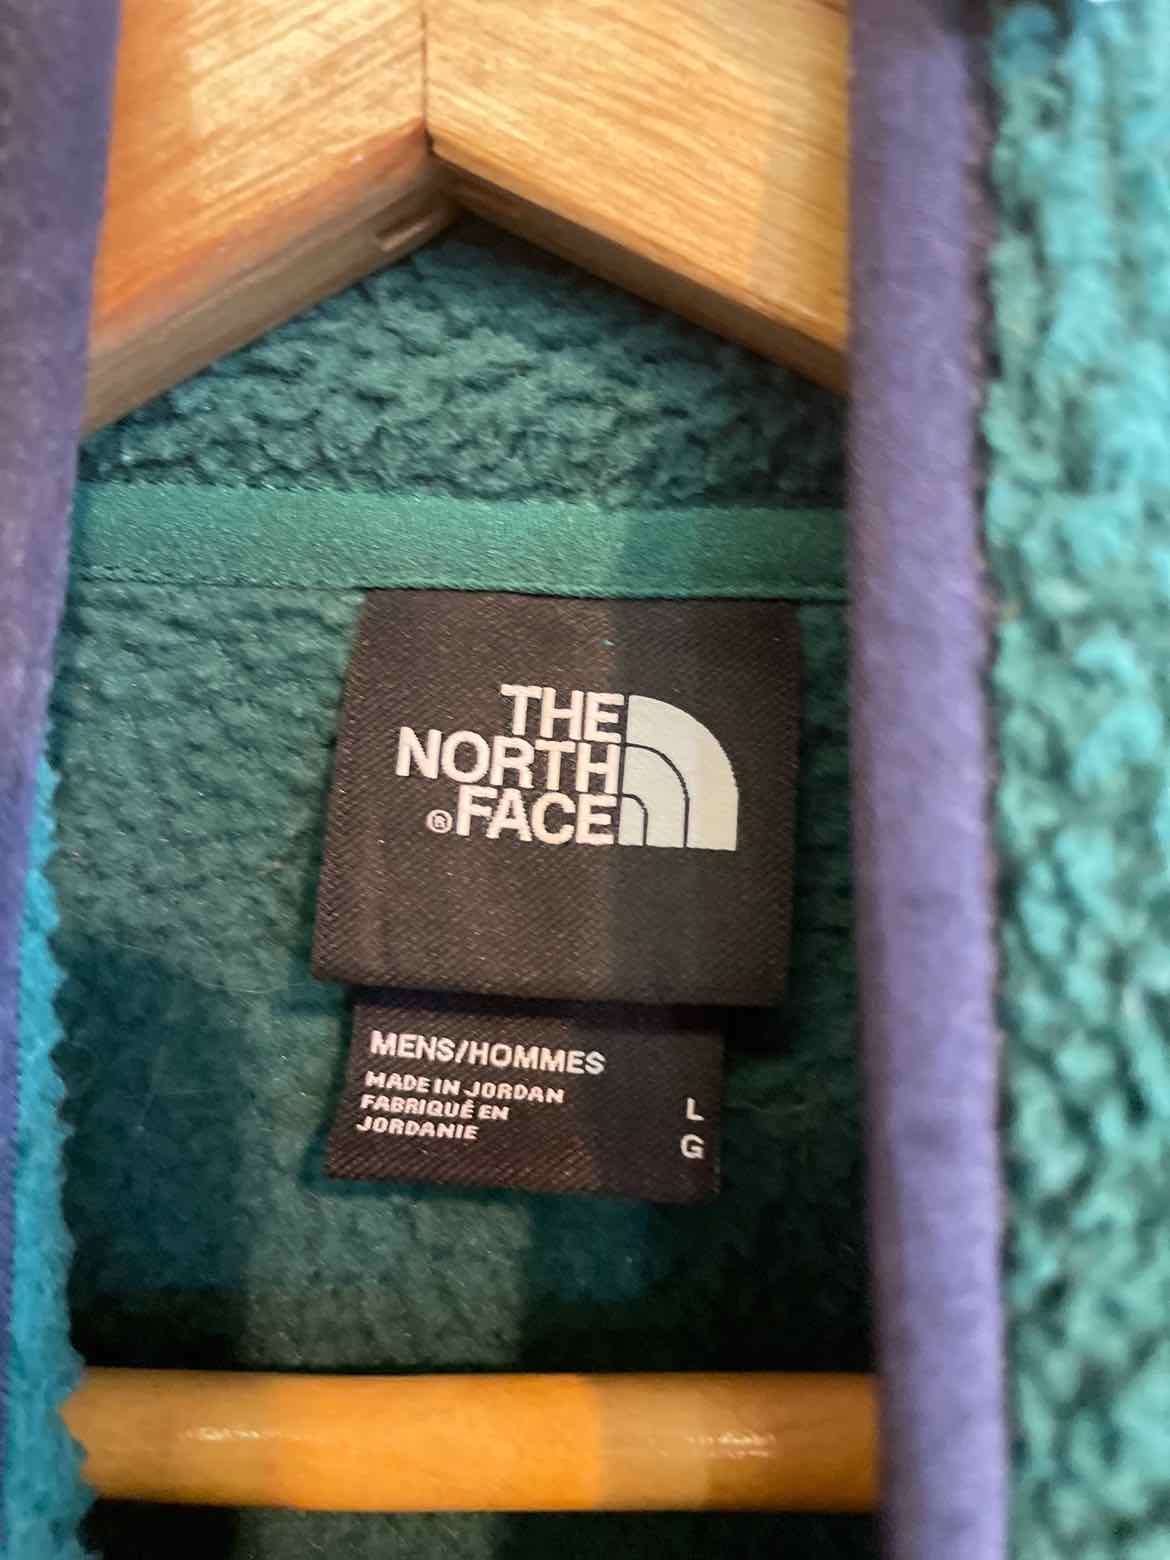 THE
NORTH
®FACE
MENS/HOMMES
MADE IN JORDAN
FABRIQUÉ EN
JORDANIE
L
G